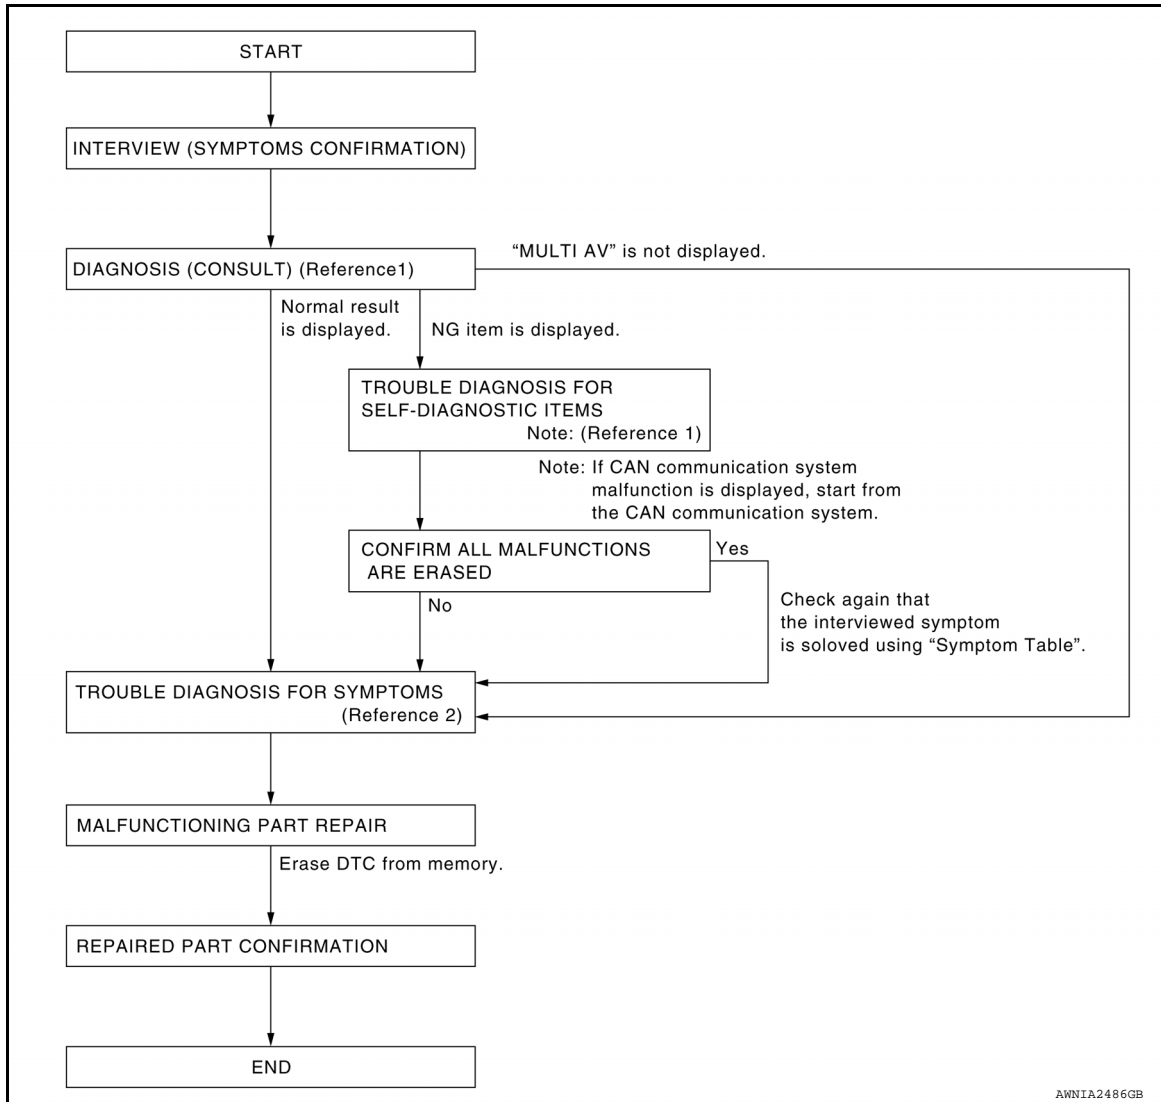 START
INTERVIEW (SYMPTOMS CONFIRMATION)
DIAGNOSIS (CONSULT) (Reference1)
“MULTI AV” is not displayed.
Normal result
is displayed.
NG item is displayed.
TROUBLE DIAGNOSIS FOR
SELF-DIAGNOSTIC ITEMS
Note: (Reference 1)
Note: If CAN communication system
malfunction is displayed, start from
the CAN communication system.
CONFIRM ALL MALFUNCTIONS
ARE ERASED
Yes
No
Check again that
the interviewed symptom
is soloved using “Symptom Table”.
TROUBLE DIAGNOSIS FOR SYMPTOMS
(Reference 2)
MALFUNCTIONING PART REPAIR
Erase DTC from memory.
REPAIRED PART CONFIRMATION
END
AWNIA2486GB